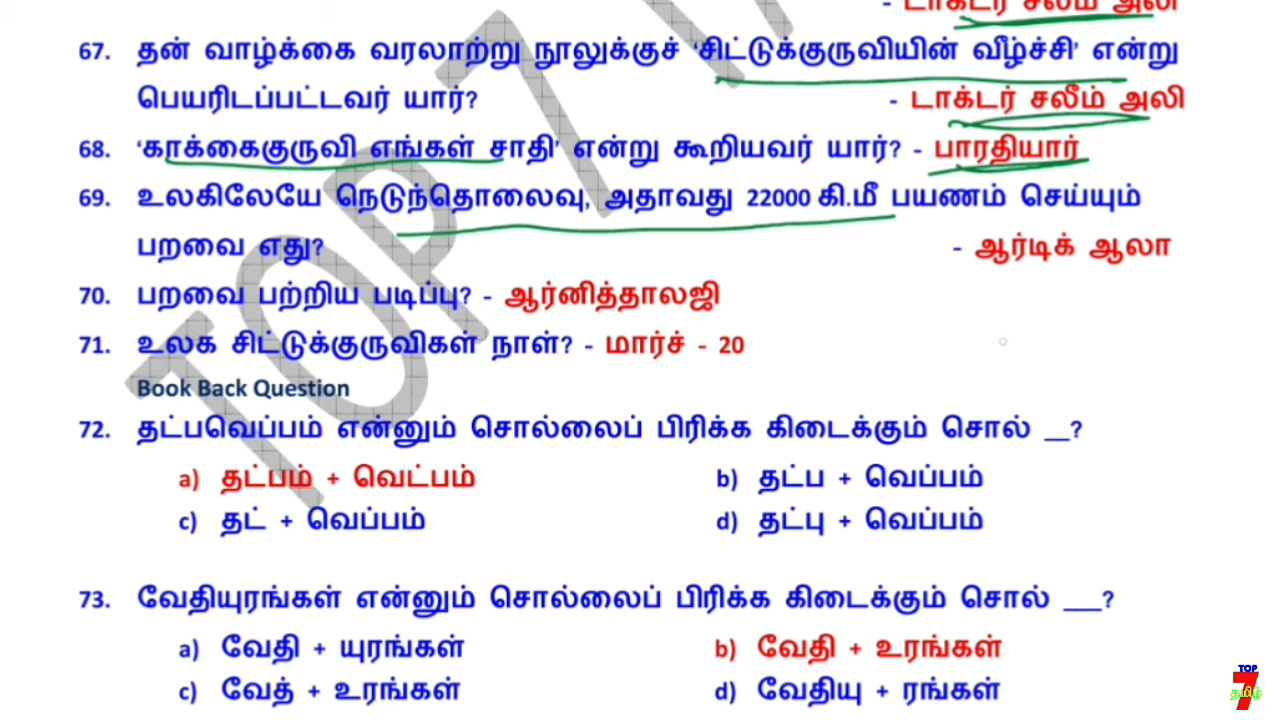 - டாக்டர் சலீம் அலி
67. தன் வாழ்க்கை வரலாற்று நூலுக்குச் ‘சிட்டுக்குருவியின் வீழ்ச்சி’ என்று
பெயரிடப்பட்டவர் யார்? - டாக்டர் சலீம் அலி
68. ‘காக்கைகுருவி எங்கள் சாதி’ என்று கூறியவர் யார்? - பாரதியார்
69. உலகிலேயே நெடுந்தொலைவு, அதாவது 22000 கி.மீ பயணம் செய்யும்
பறவை எது? - ஆர்டிக் ஆலா
70. பறவை பற்றிய படிப்பு? - ஆர்னித்தாலஜி
71. உலக சிட்டுக்குருவிகள் நாள்? - மார்ச் - 20
Book Back Question
72. தட்பவெப்பம் என்னும் சொல்லைப் பிரிக்க கிடைக்கும் சொல் __?
a) தட்பம் + வெட்பம் b) தட்ப + வெப்பம்
c) தட் + வெப்பம் d) தட்பு + வெப்பம்
73. வேதியுரங்கள் என்னும் சொல்லைப் பிரிக்க கிடைக்கும் சொல் ___?
a) வேதி + யுரங்கள் b) வேதி + உரங்கள்
c) வேத் + உரங்கள் d) வேதியு + ரங்கள்
TOP 7
TOP
7
தமிழ்